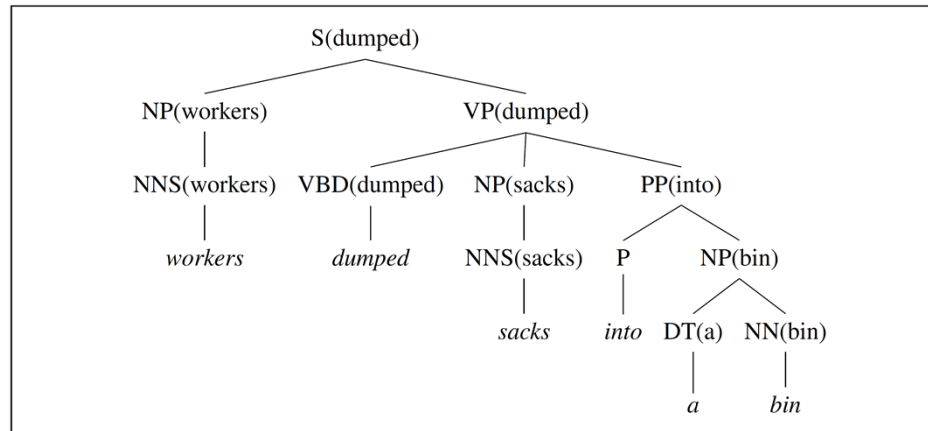 S(dumped)
NP(workers) VP(dumped)
NNS(workers) VBD(dumped) NP(sacks) PP(into)
workers dumped NNS(sacks) P NP(bin)
sacks into DT(a) NN(bin)
a bin